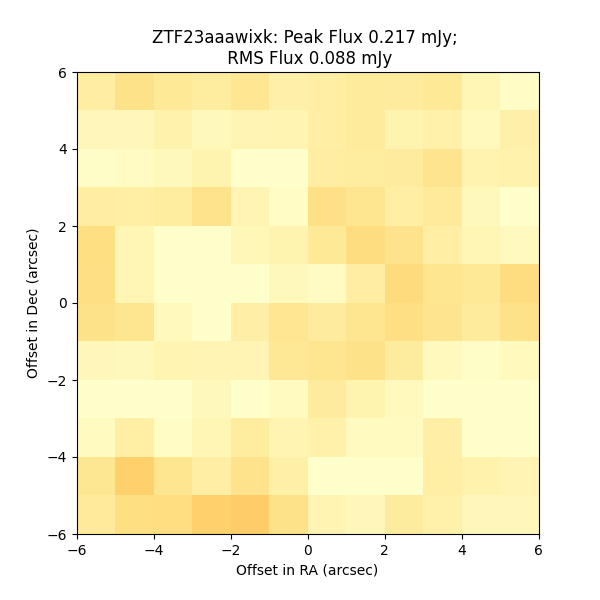 ZTF23aaawixk: Peak Flux 0.217 mJy;
RMS Flux 0.088 mJy
6
4
2
0
−2
−4
−6
Offset in Dec (arcsec)
−6 −4 −2 0 2 4 6
Offset in RA (arcsec)